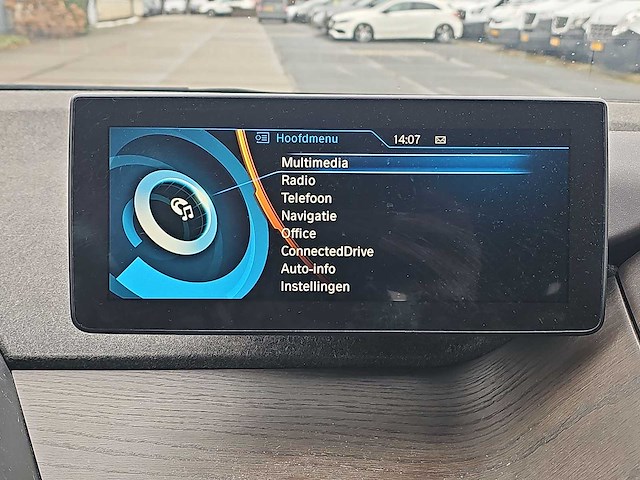 Hoofdmenu 14:07
Multimedia
Radio
Telefoon
Navigatie
Office
ConnectedDrive
Auto-info
Instellingen